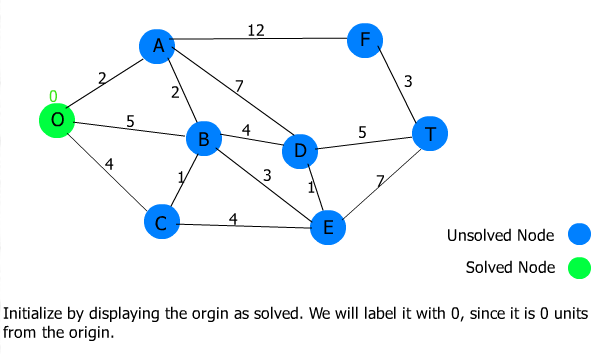 12
A
F
2
3
7
0
2
O
5
B
4
5
T
D
4
1
3
1
7
C
4
E
Unsolved Node
Solved Node
Initialize by displaying the orgin as solved. We will label it with 0, since it is 0 units
from the origin.